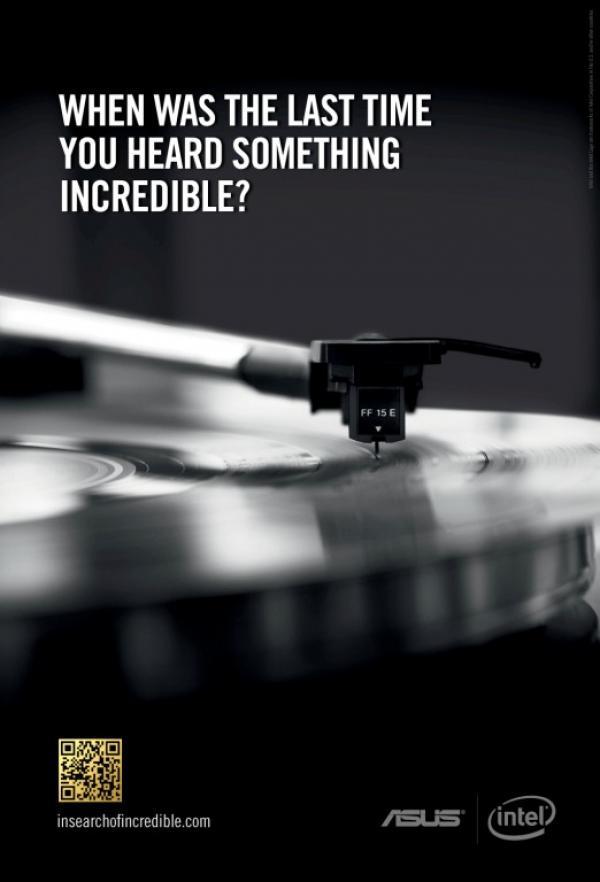 WHEN WAS THE LAST TIME
YOU HEARD SOMETHING
INCREDIBLE?
FF 15 E
insearchofincredible.com
ASUS
intel